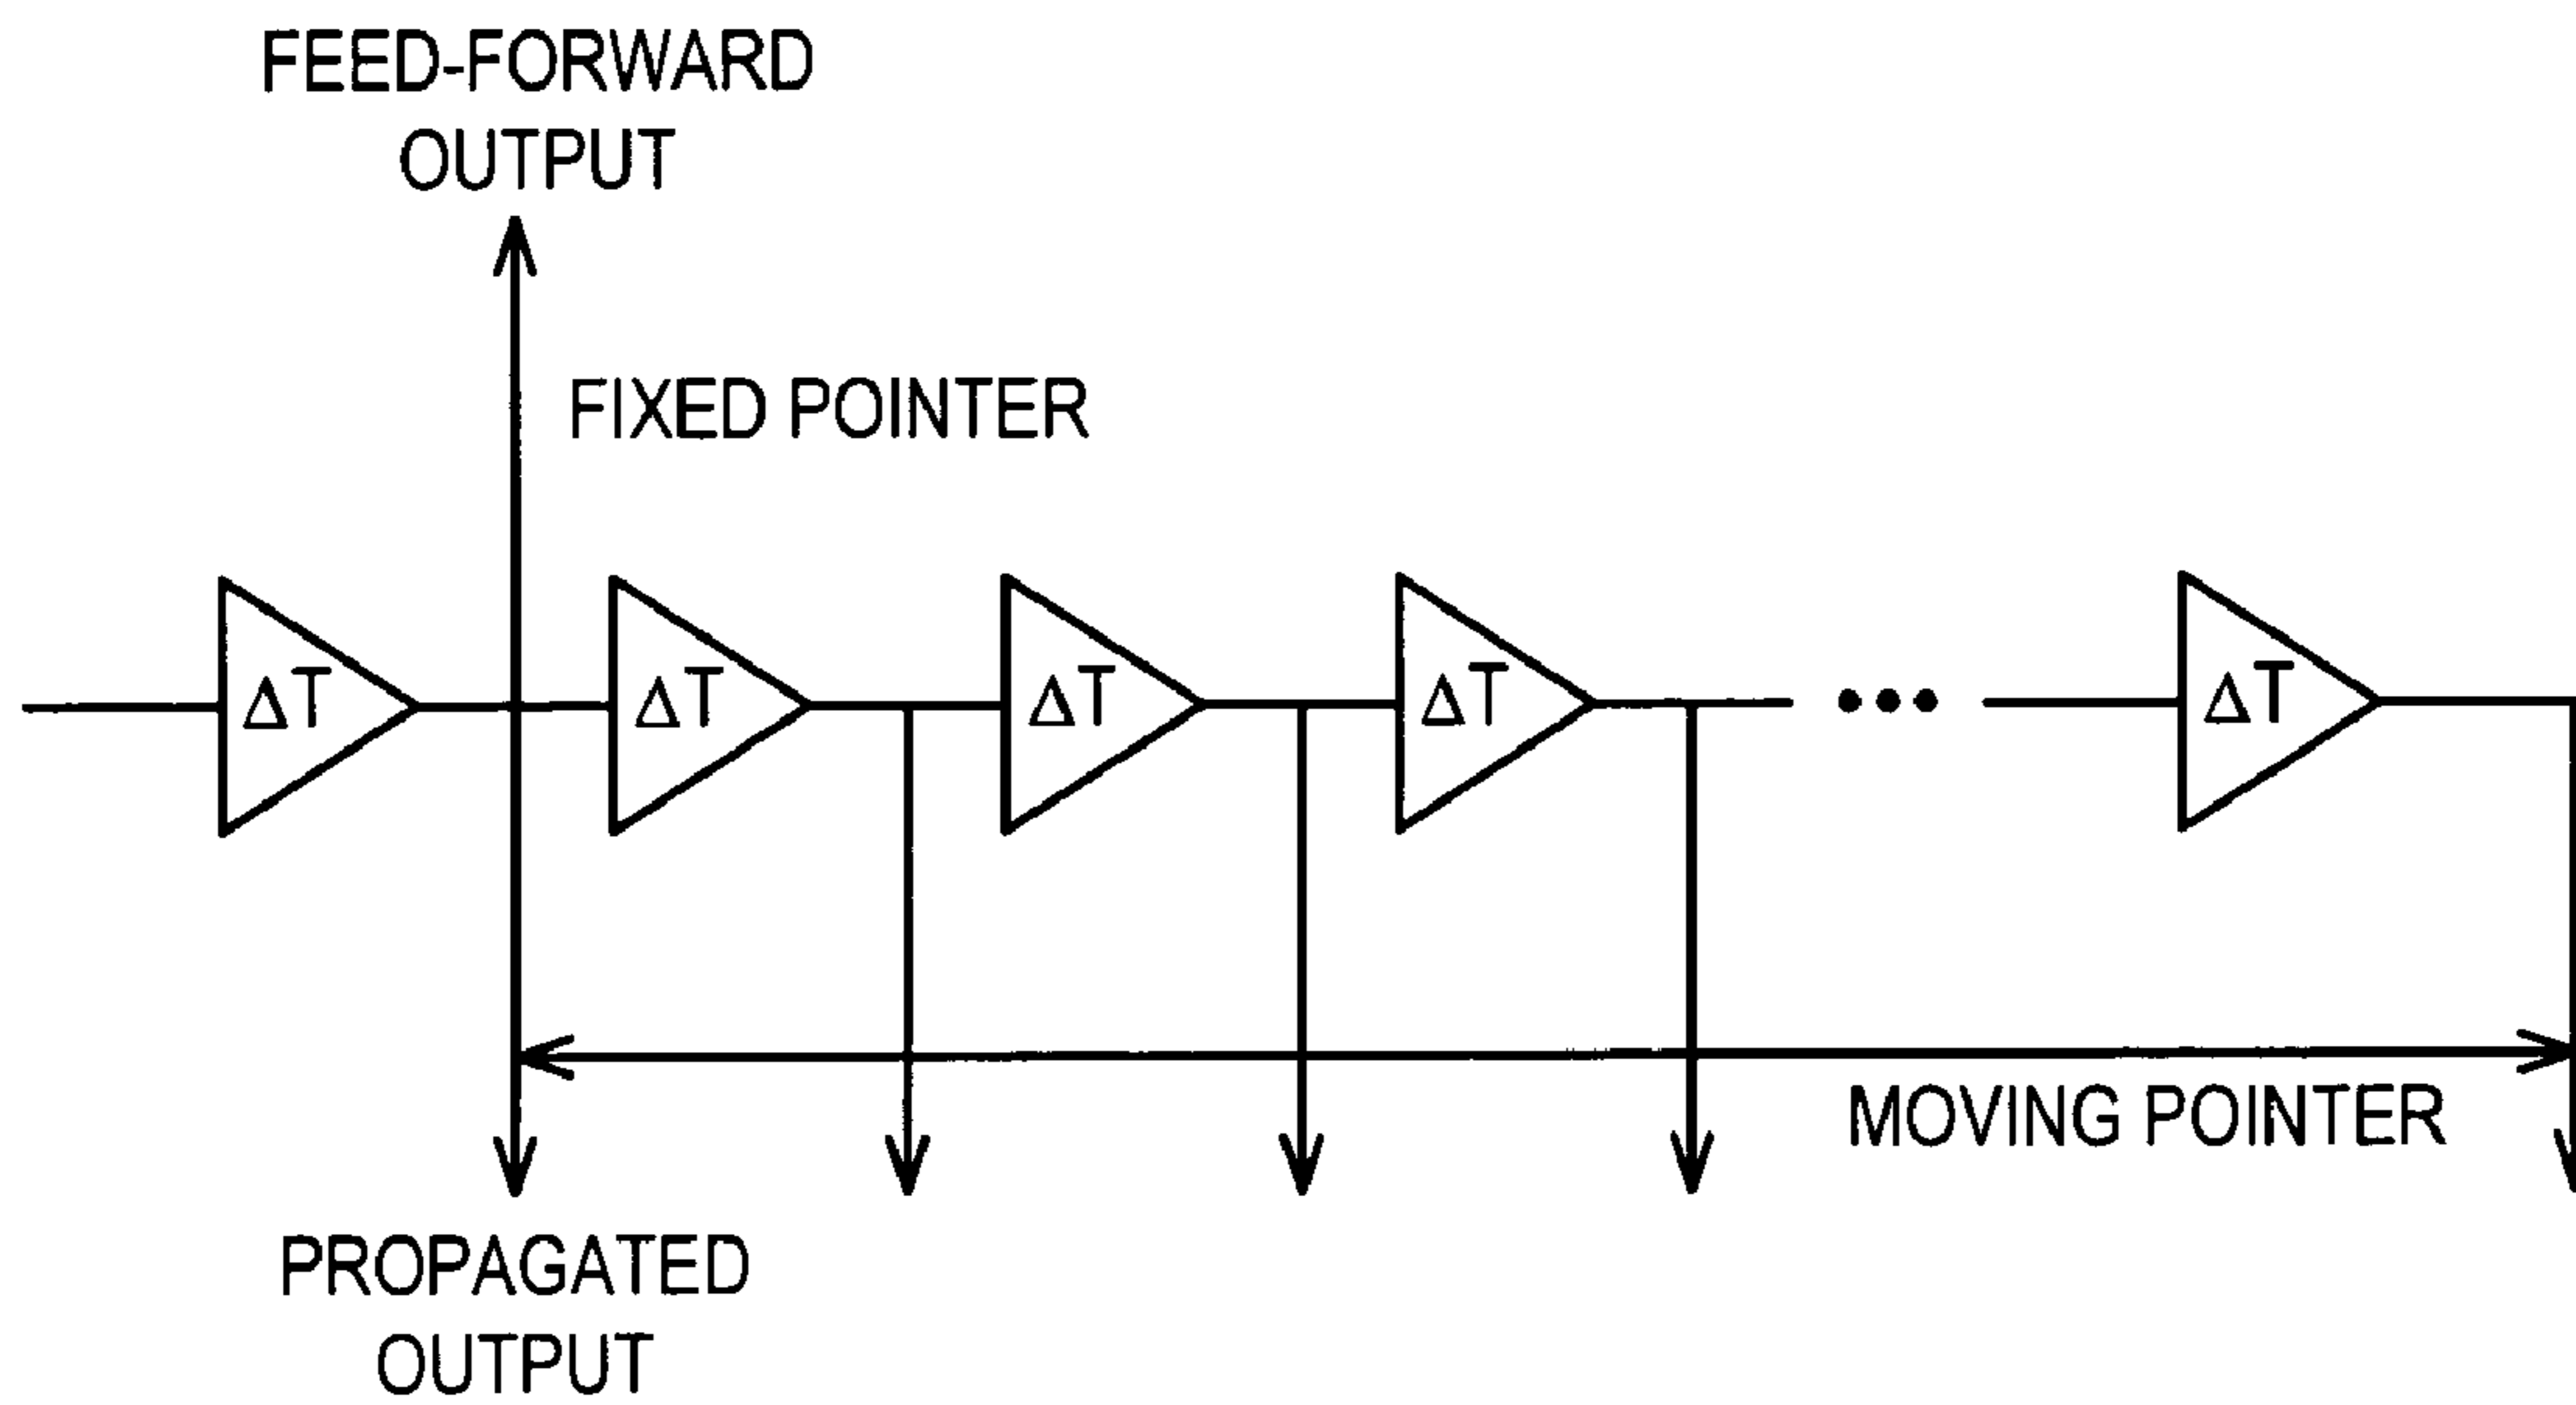 FEED-FORWARD
OUTPUT
FIXED POINTER
ΔT
ΔT
ΔT
ΔT
ΔT
MOVING POINTER
PROPAGATED
OUTPUT